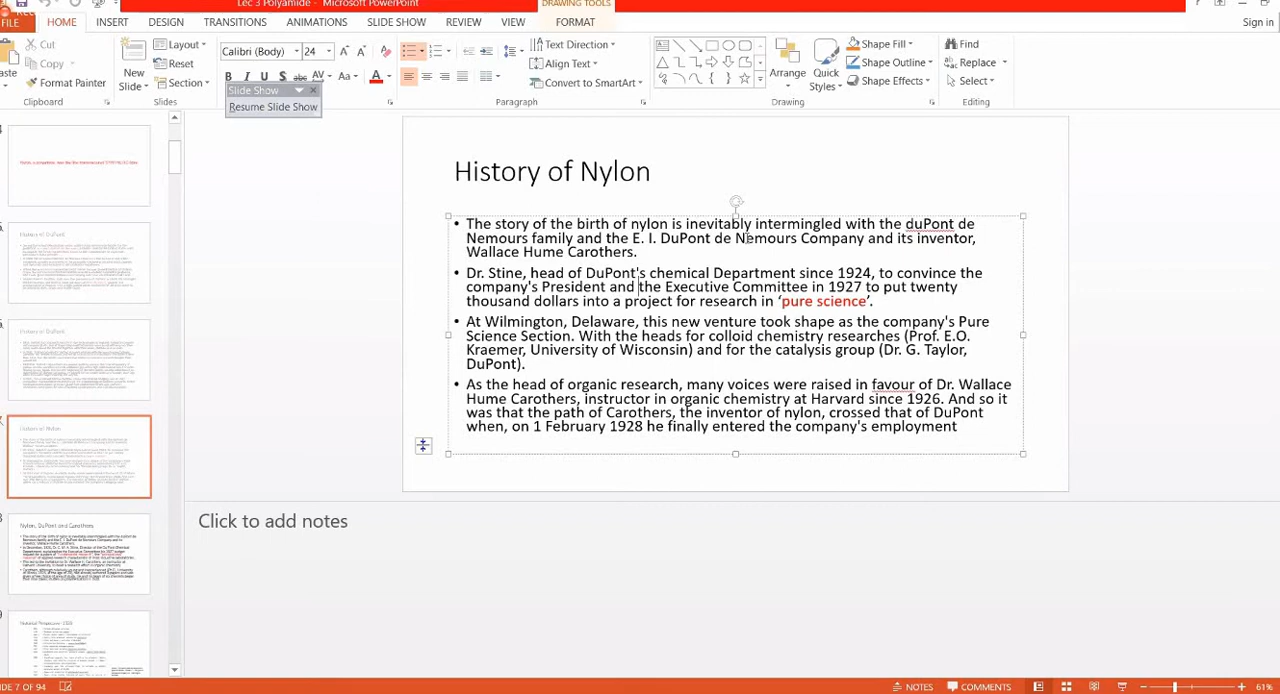 Lec 3 Polyamide - Microsoft PowerPoint
DRAWING TOOLS
FILE HOME INSERT DESIGN TRANSITIONS ANIMATIONS SLIDE SHOW REVIEW VIEW FORMAT
Sign in
Cut
Copy
Format Painter
Clipboard
New
Slide
Layout
Reset
Section
Slides
Calibri (Body) 24
Slide Show
Resume Slide Show
Text Direction
Align Text
Convert to SmartArt
Paragraph
Arrange
Quick
Styles
Shape Fill
Shape Outline
Shape Effects
Drawing
Find
Replace
Select
Editing
History of Nylon
• The story of the birth of nylon is inevitably intermingled with the duPont de
Nemours family and the E. I. DuPont de Nemours Company and its inventor,
Wallace Hume Carothers.
• Dr. Stine, head of DuPont's chemical Department since 1924, to convince the
company's President and the Executive Committee in 1927 to put twenty
thousand dollars into a project for research in ‘pure science’.
• At Wilmington, Delaware, this new venture took shape as the company's Pure
Science Section. With the heads for colloid chemistry researches (Prof. E.O.
Kraemer, University of Wisconsin) and for the catalysis group (Dr. G. Taylor,
DuPont).
• As the head of organic research, many voices were raised in favour of Dr. Wallace
Hume Carothers, instructor in organic chemistry at Harvard since 1926. And so it
was that the path of Carothers, the inventor of nylon, crossed that of DuPont
when, on 1 February 1928 he finally entered the company's employment
Click to add notes
History of DuPont
History of DuPont
History of Nylon
Nylon, DuPont and Carothers
NOTES COMMENTS 61%